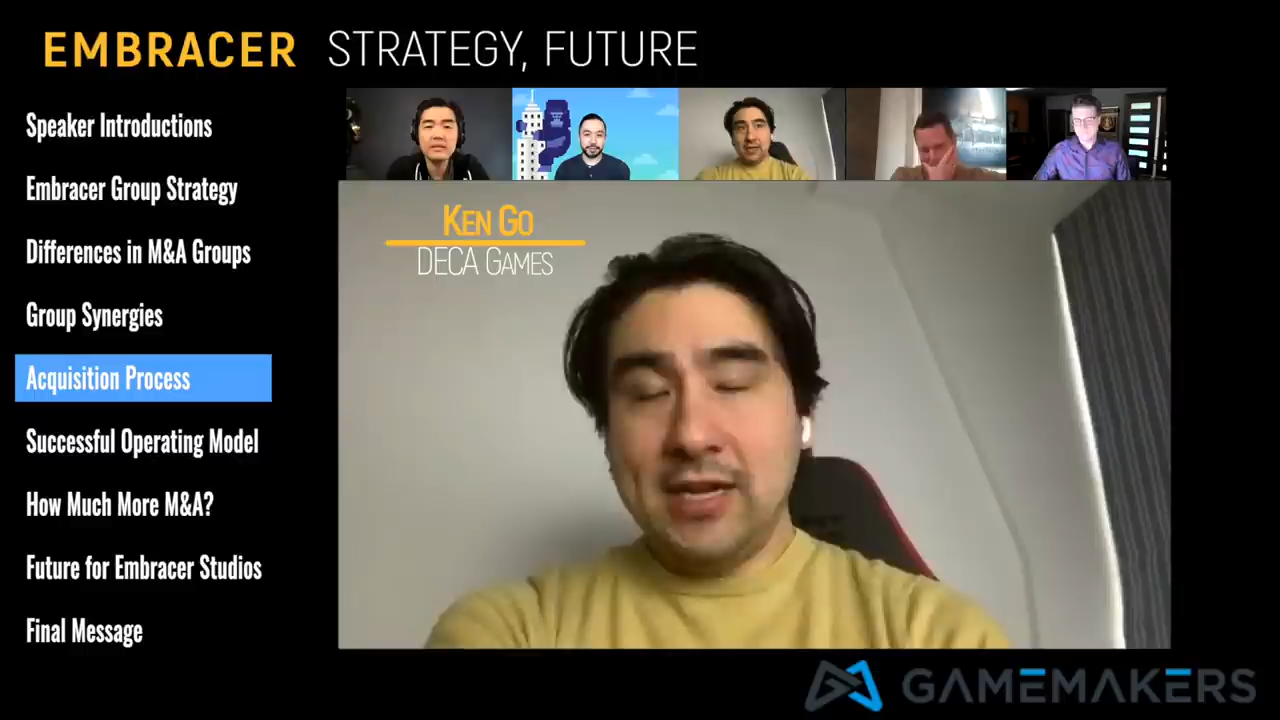 EMBRACER STRATEGY, FUTURE
Speaker Introductions
Embracer Group Strategy
Differences in M&A Groups
Group Synergies
Acquisition Process
Successful Operating Model
How Much More M&A?
Future for Embracer Studios
Final Message
KEN GO
DECA GAMES
GAMEMAKERS